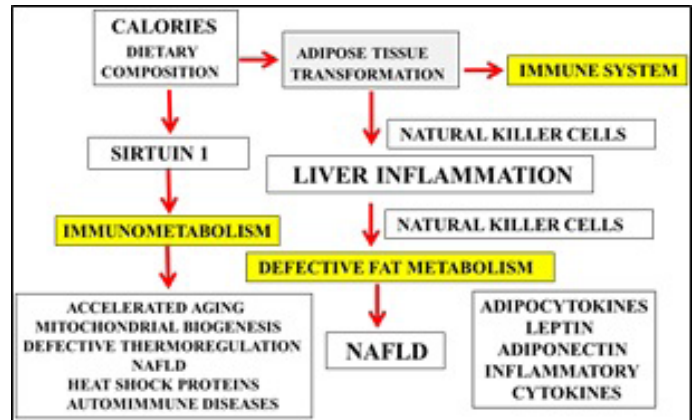 CALORIES
DIETARY
COMPOSITION
ADIPOSE TISSUE
TRANSFORMATION
IMMUNE SYSTEM
NATURAL KILLER CELLS
SIRTUIN 1
LIVER INFLAMMATION
NATURAL KILLER CELLS
IMMUNOMETABOLISM
DEFECTIVE FAT METABOLISM
ACCELERATED AGING
MITOCHONDRIAL BIOGENESIS
DEFECTIVE THERMOREGULATION
NAFLD
HEAT SHOCK PROTEINS
AUTOMIMMUNE DISEASES
NAFLD
ADIPOCYTOKINES
LEPTIN
ADIPONECTIN
INFLAMMATORY
CYTOKINES